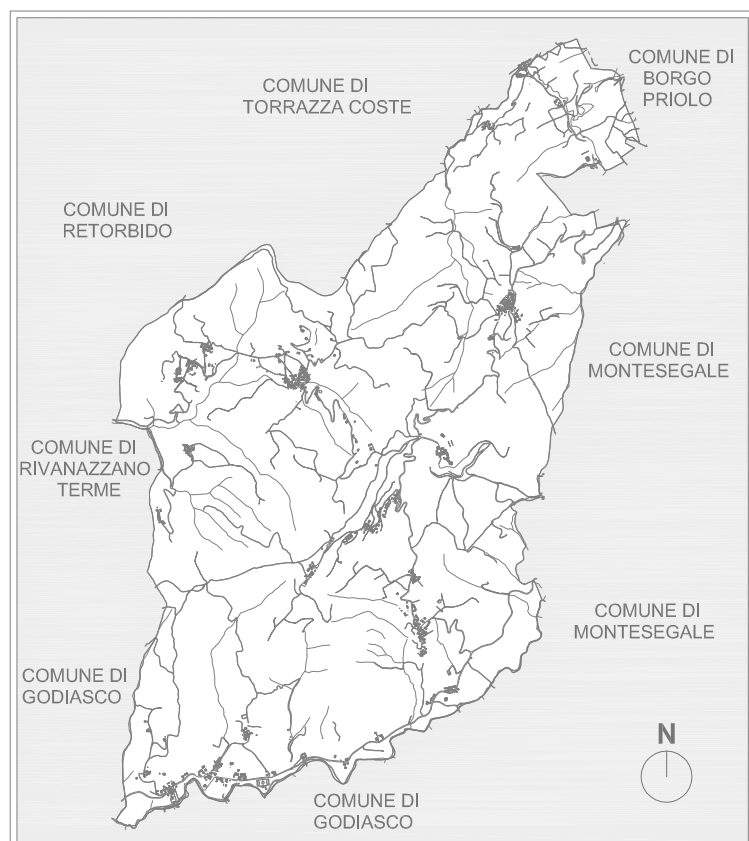 COMUNE DI
BORGO
PRIOLO
COMUNE DI
TORRAZZA COSTE
COMUNE DI
RETORBIDO
COMUNE DI
MONTESEGALE
COMUNE DI
RIVANAZZANO
TERME
COMUNE DI
MONTESEGALE
COMUNE DI
GODIASCO
N
COMUNE DI
GODIASCO